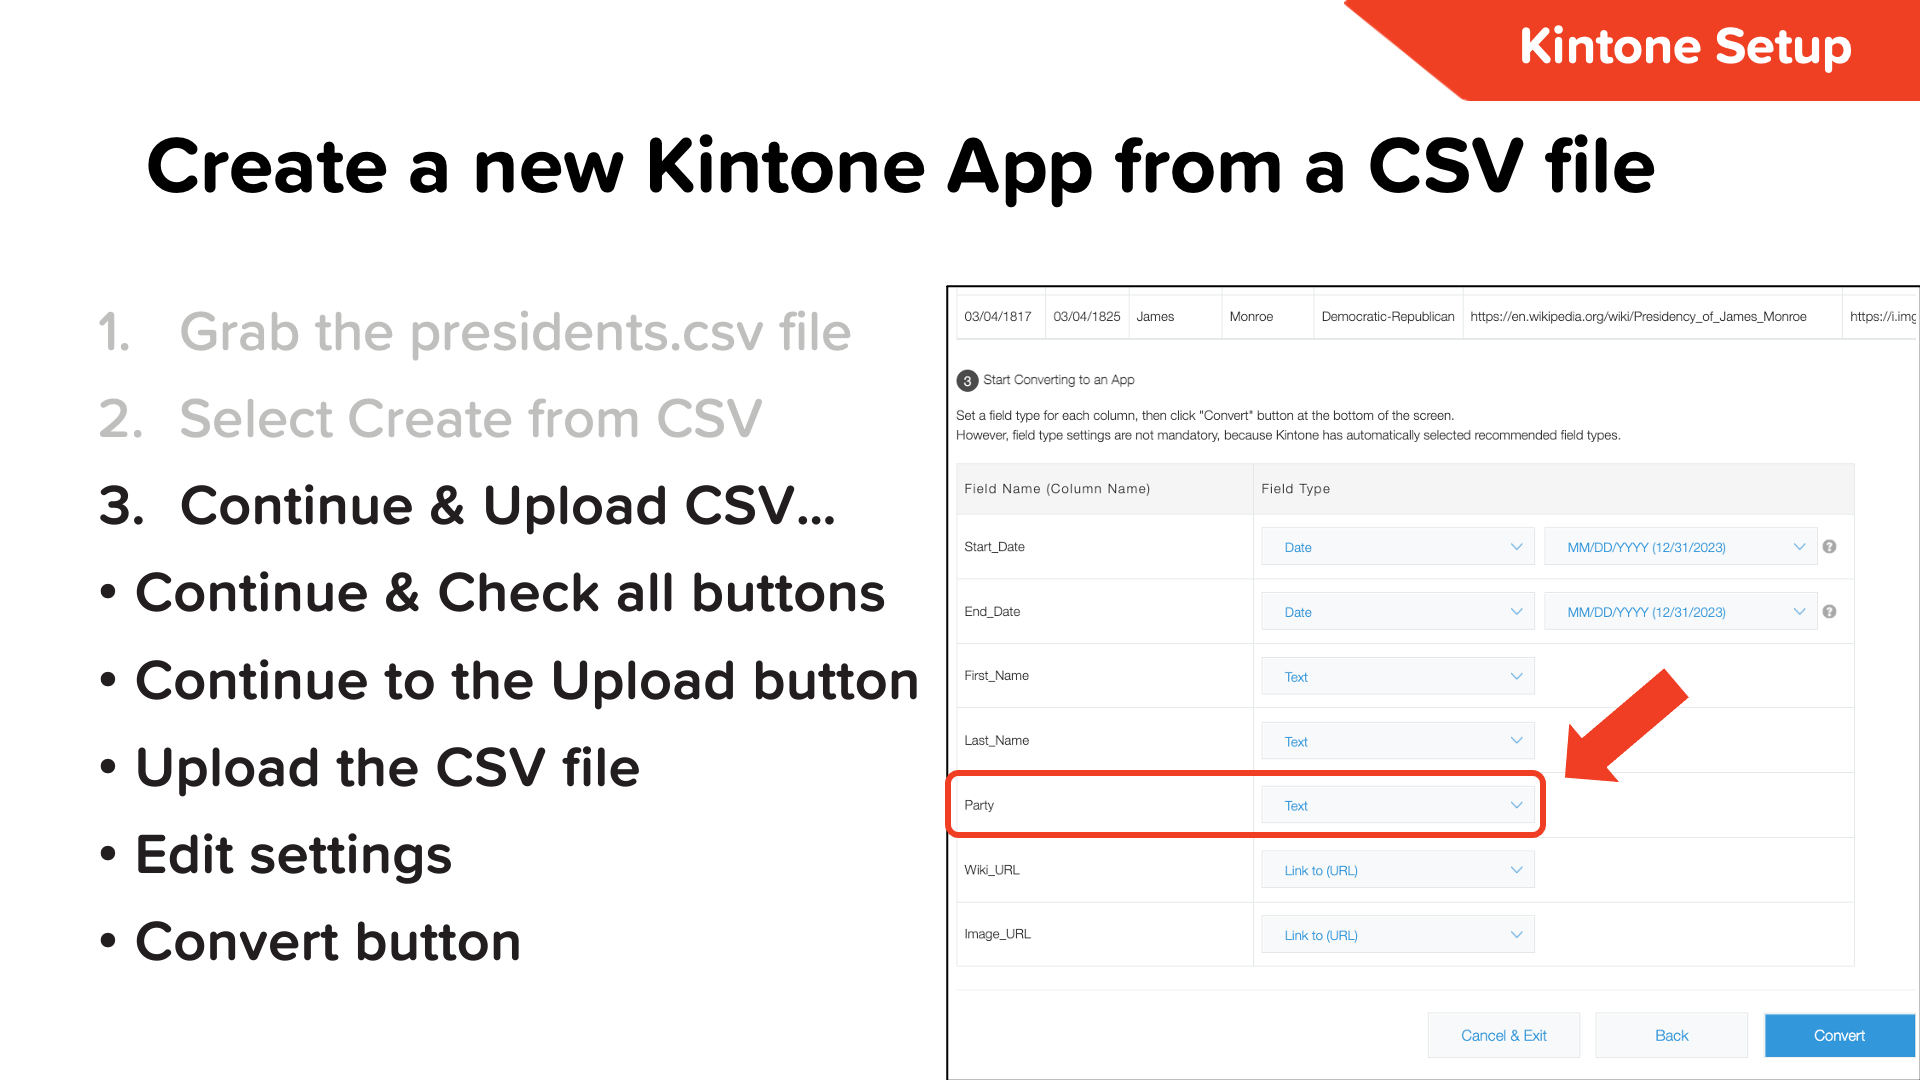 Kintone Setup
Create a new Kintone App from a CSV file
1. Grab the presidents.csv file
2. Select Create from CSV
3. Continue & Upload CSV...
• Continue & Check all buttons
• Continue to the Upload button
• Upload the CSV file
• Edit settings
• Convert button
03/04/1817 03/04/1825 James Monroe Democratic-Republican https://en.wikipedia.org/wiki/Presidency_of_James_Monroe https://i.img
3 Start Converting to an App
Set a field type for each column, then click "Convert" button at the bottom of the screen.
However, field type settings are not mandatory, because Kintone has automatically selected recommended field types.
Field Name (Column Name) Field Type
Start_Date Date MM/DD/YYYY (12/31/2023) ?
End_Date Date MM/DD/YYYY (12/31/2023) ?
First_Name Text
Last_Name Text
Party Text
Wiki_URL Link to (URL)
Image_URL Link to (URL)
Cancel & Exit Back Convert